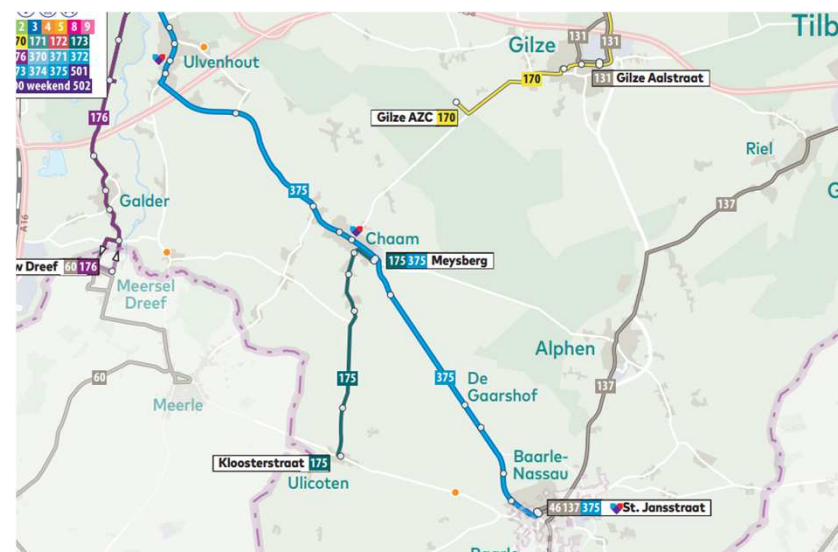 2 3 4 5 8 9
70 171 172 173
76 370 371 372
73 374 375 501
00 weekend 502
Tilb
131
131
Gilze
Ulvenhout
170
131 Gilze Aalstraat
176
Gilze AZC 170
Riel
375
137
Galder
A16
Chaam
w Dreef 60 176
175 375 Meysberg
Meersel
Dreef
Alphen
60
175
375
De
Gaarshof
137
Meerle
Kloosterstraat 175
Ulicoten
Baarle-
Nassau
46 137 375 St. Jansstraat
Baarle